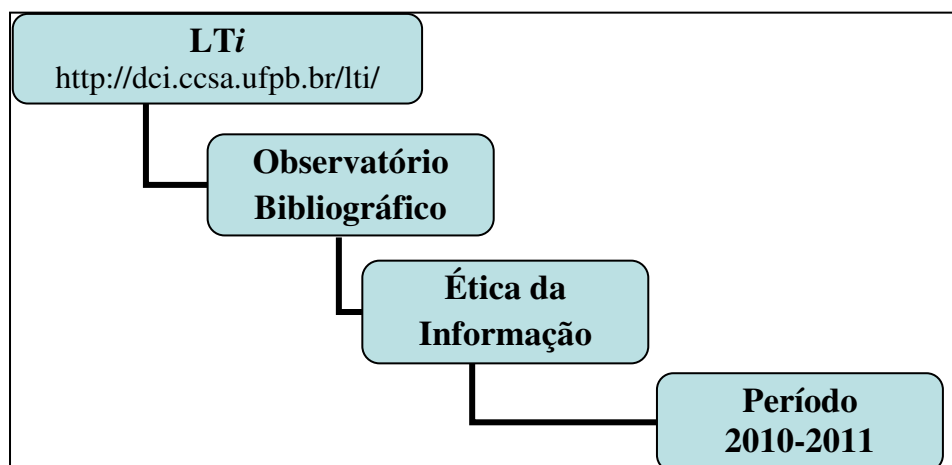 LTi
http://dci.ccsa.ufpb.br/lti/
Observatório
Bibliográfico
Ética da
Informação
Período
2010-2011